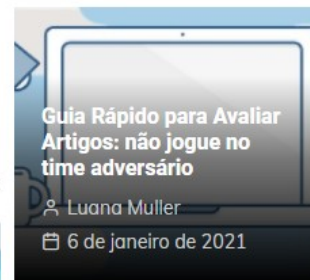 Guia Rápido para Avaliar
Artigos: não jogue no
time adversário
Luana Muller
6 de janeiro de 2021